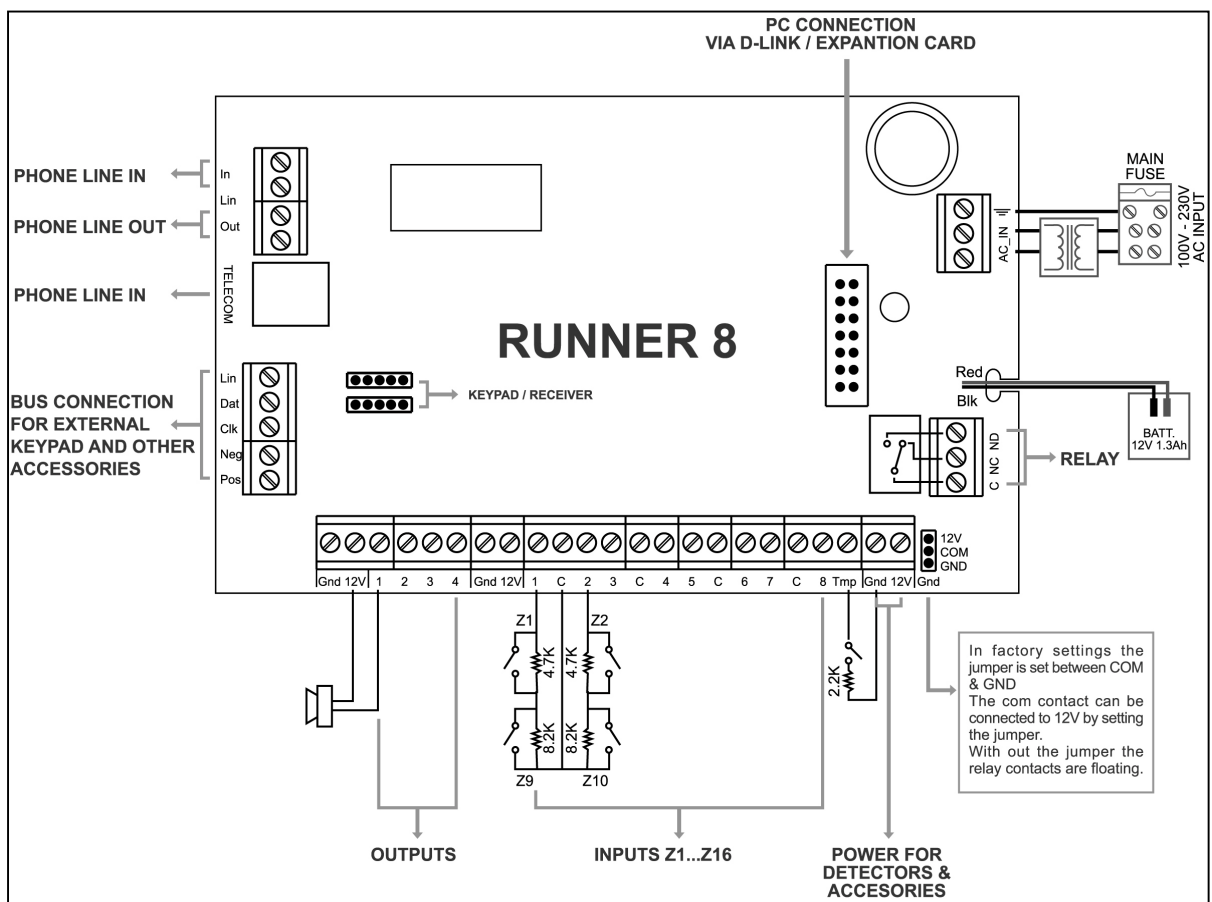 PC CONNECTION
VIA D-LINK / EXPANTION CARD
PHONE LINE IN
In
Lin
PHONE LINE OUT
Out
PHONE LINE IN
TELECOM
MAIN
FUSE
AC_IN
100V - 230V
AC INPUT
RUNNER 8
KEYPAD / RECEIVER
BUS CONNECTION
FOR EXTERNAL
KEYPAD AND OTHER
ACCESSORIES
Lin
Dat
Clk
Neg
Pos
Red
Blk
BATT.
12V 1.3Ah
C NC ND
RELAY
12V
COM
GND
Gnd 12V 1 2 3 4 Gnd 12V 1 C 2 3 C 4 5 C 6 7 C 8 Tmp Gnd 12V Gnd
Z1
Z2
4.7K
4.7K
8.2K
8.2K
Z9
Z10
2.2K
In factory settings the
jumper is set between COM
& GND
The com contact can be
connected to 12V by setting
the jumper.
With out the jumper the
relay contacts are floating.
OUTPUTS
INPUTS Z1...Z16
POWER FOR
DETECTORS &
ACCESORIES